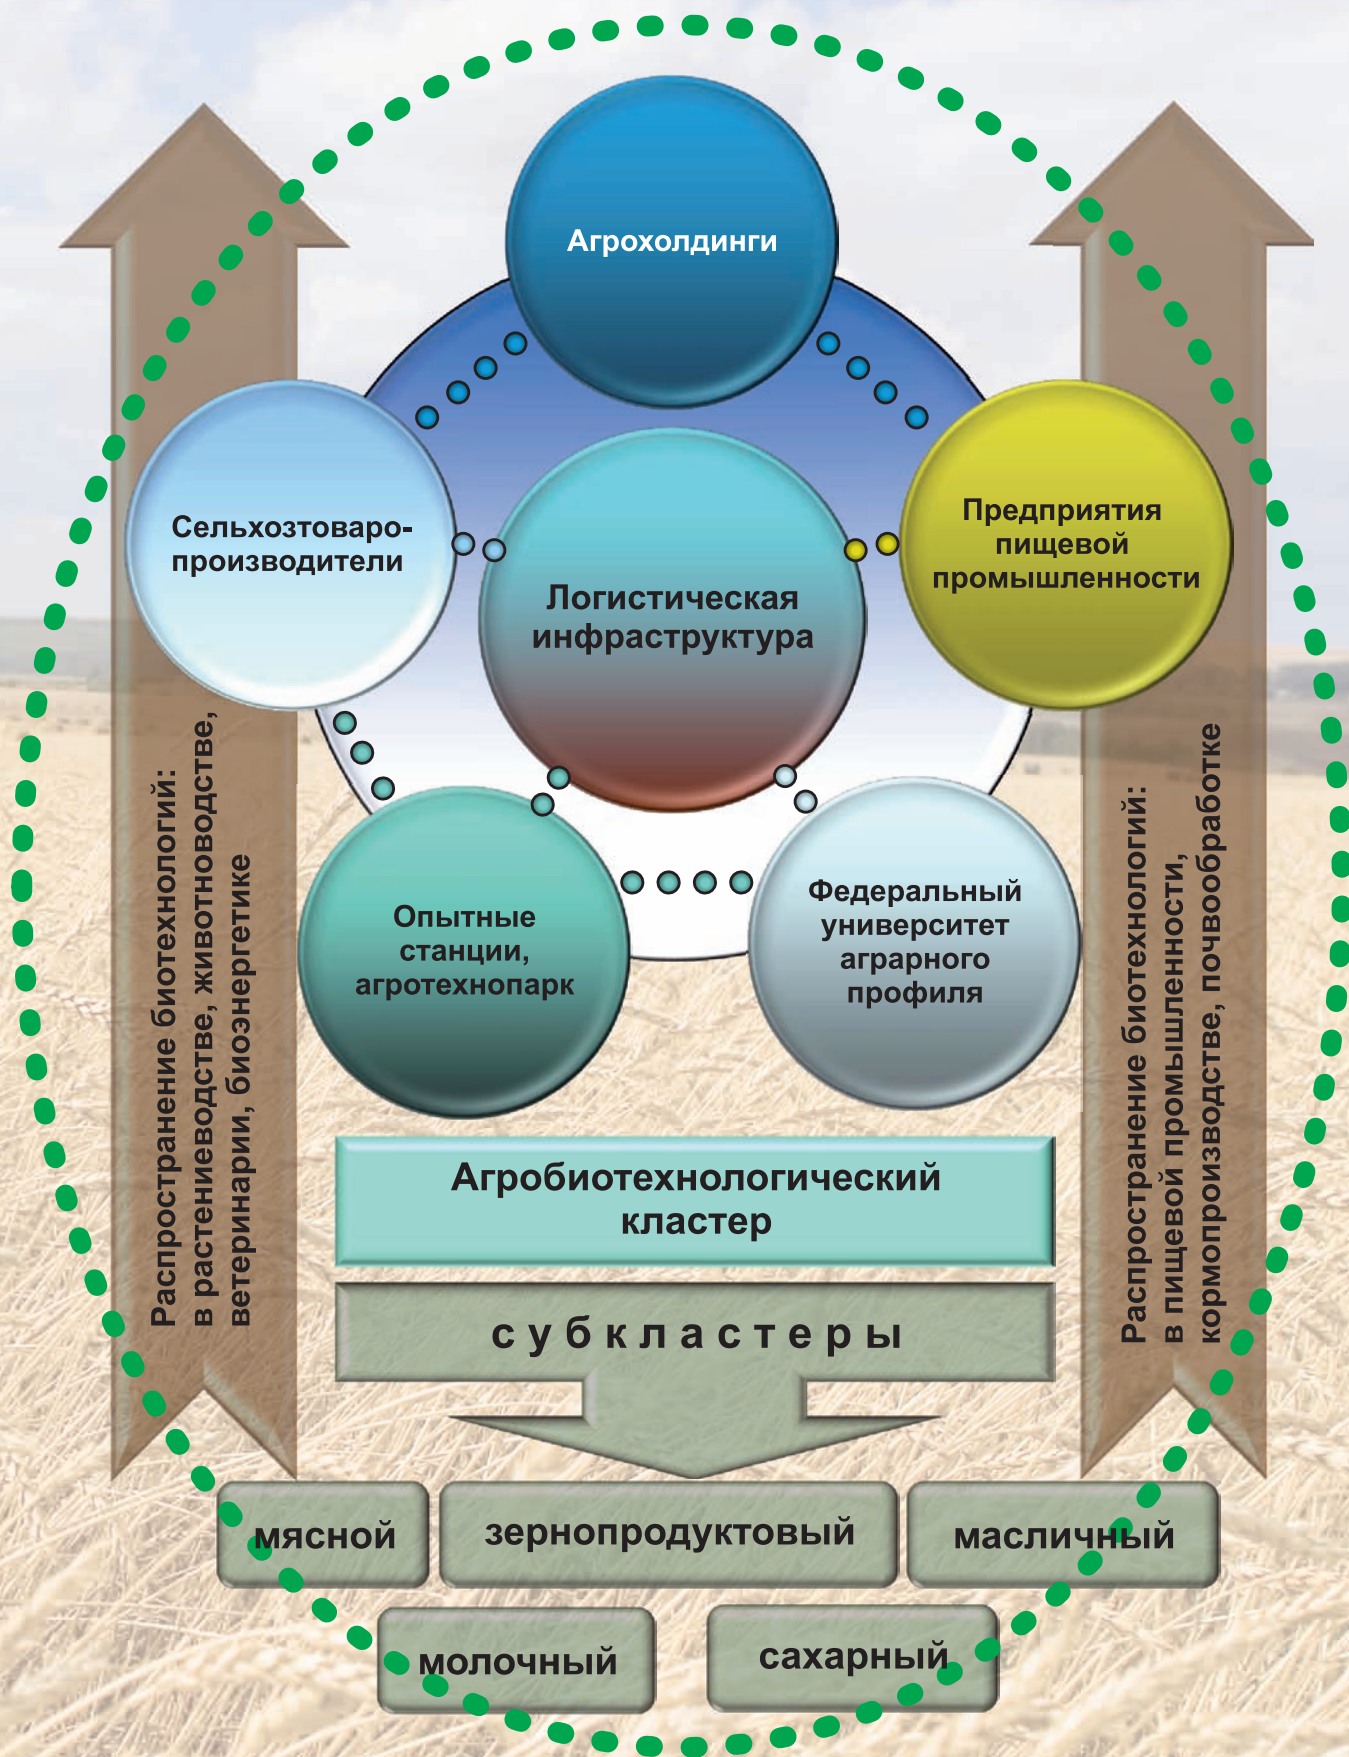 Агрохолдинги
Сельхозтоваро-
производители
Предприятия
пищевой
промышленности
Логистическая
инфраструктура
Опытные
станции,
агротехнопарк
Федеральный
университет
аграрного
профиля
Распространение биотехнологий:
в растениеводстве, животноводстве,
ветеринарии, биоэнергетике
Распространение биотехнологий:
в пищевой промышленности,
кормопроизводстве, почвообработке
Агробиотехнологический
кластер
субкластеры
мясной
зернопродуктовый
масличный
молочный
сахарный